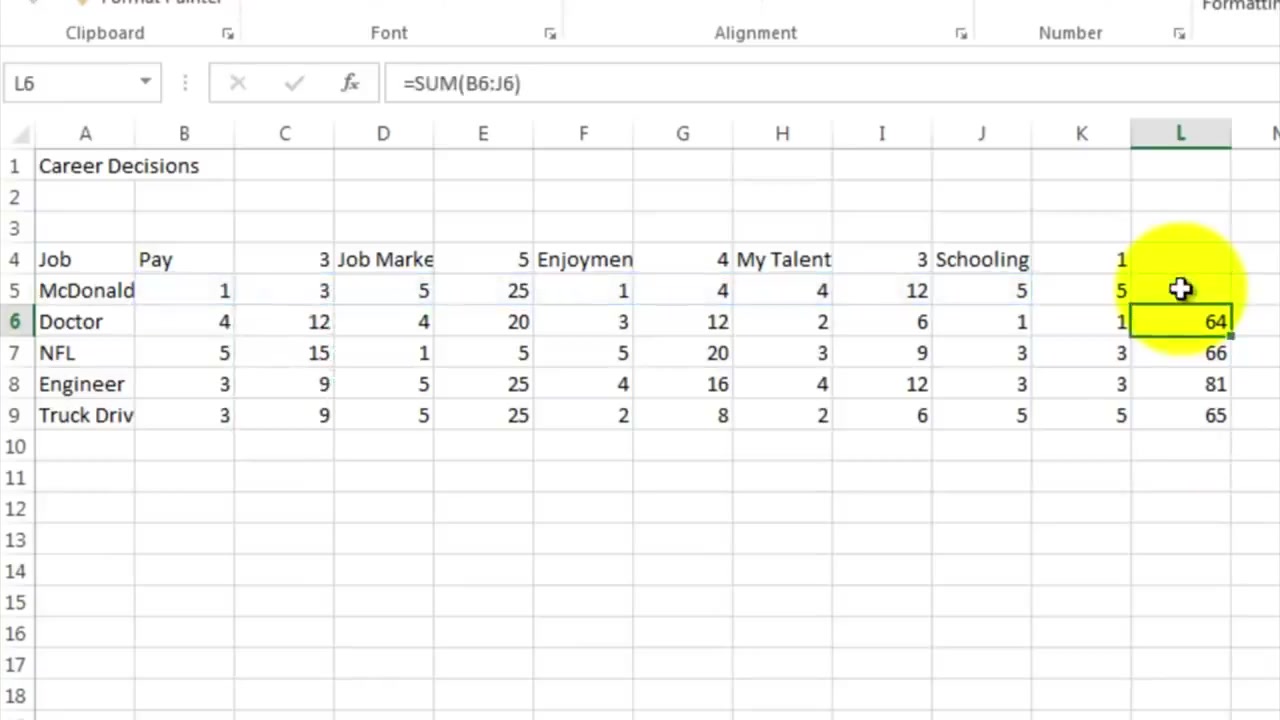 Format Painter
Formattin
Clipboard Font Alignment Number
L6 fx =SUM(B6:J6)
A B C D E F G H I J K L
1 Career Decisions
2
3
4 Job Pay 3 Job Marke 5 Enjoymen 4 My Talent 3 Schooling 1
5 McDonald 1 3 5 25 1 4 4 12 5 5
6 Doctor 4 12 4 20 3 12 2 6 1 1 64
7 NFL 5 15 1 5 5 20 3 9 3 3 66
8 Engineer 3 9 5 25 4 16 4 12 3 3 81
9 Truck Driv 3 9 5 25 2 8 2 6 5 5 65
10
11
12
13
14
15
16
17
18